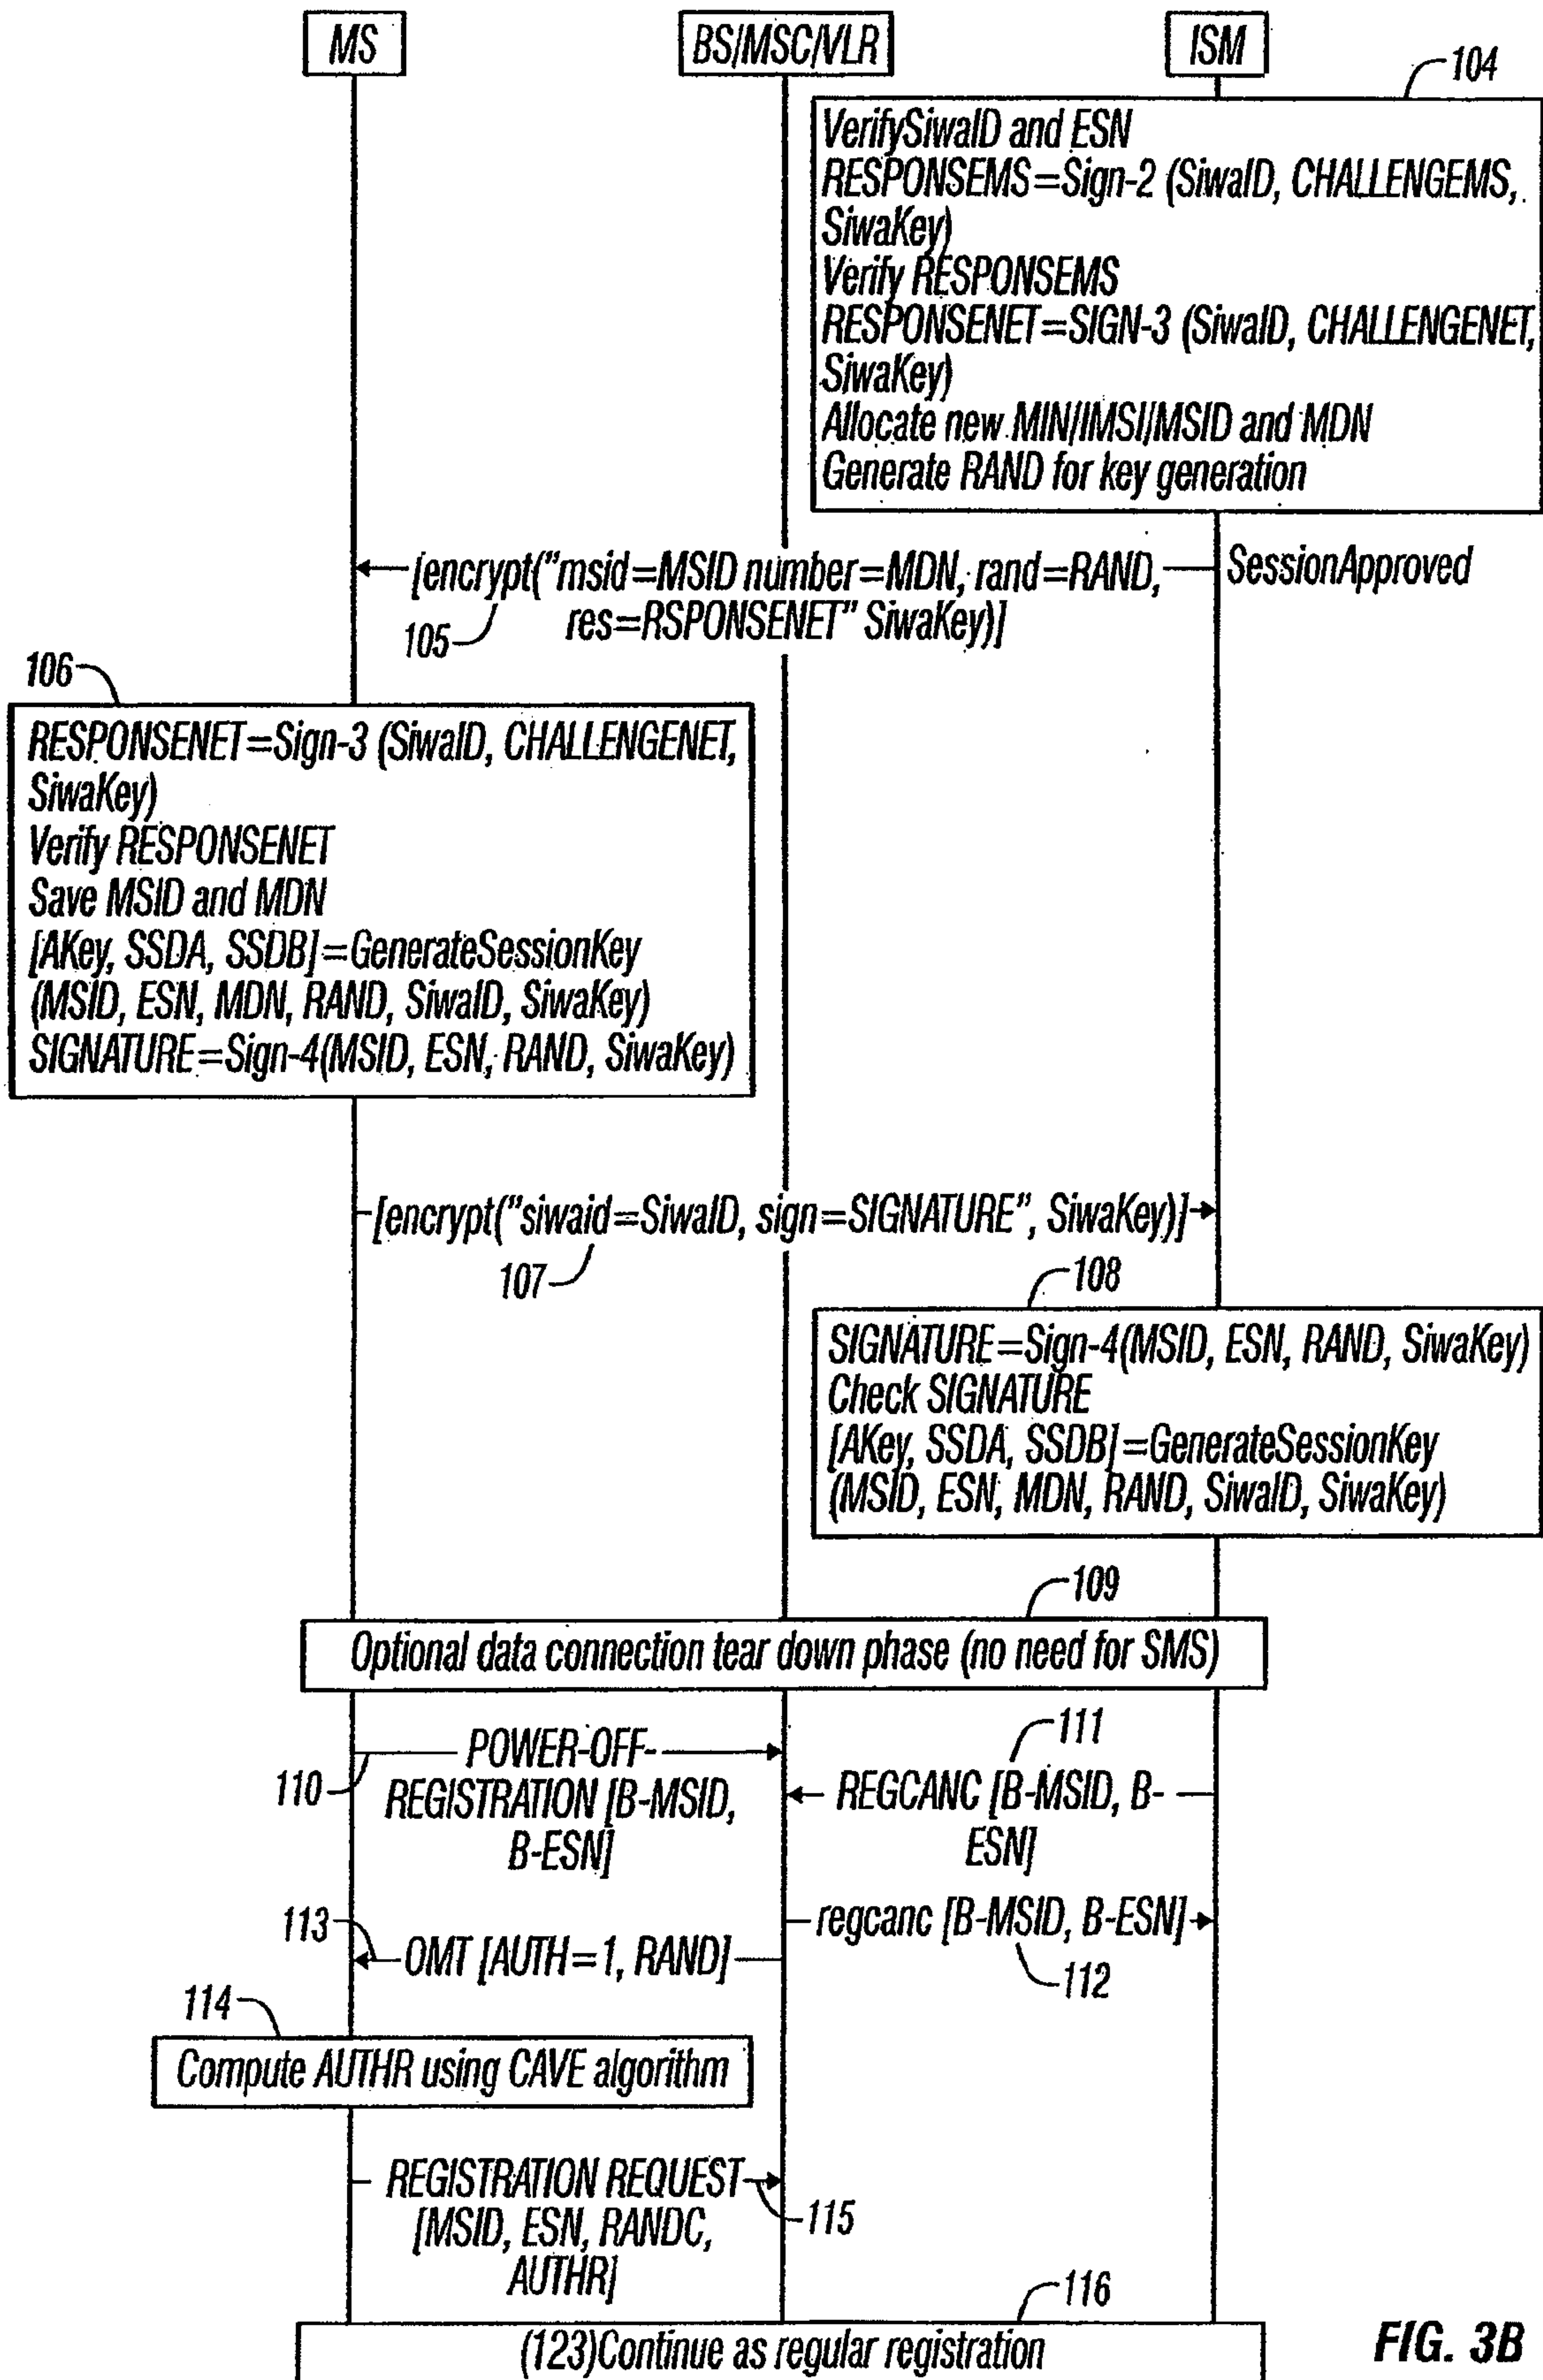 MS
BS/MSC/VLR
ISM
104
VerifySiwaID and ESN
RESPONSEMS=Sign-2 (SiwaID, CHALLENGEMS,
SiwaKey)
Verify RESPONSEMS
RESPONSENET=SIGN-3 (SiwaID, CHALLENGENET,
SiwaKey)
Allocate new MIN/IMSI/MSID and MDN
Generate RAND for key generation
[encrypt("msid=MSID number=MDN, rand=RAND,
res=RSPONSENET" SiwaKey)]
SessionApproved
105
106
RESPONSENET=Sign-3 (SiwaID, CHALLENGENET,
SiwaKey)
Verify RESPONSENET
Save MSID and MDN
[AKey, SSDA, SSDB]=GenerateSessionKey
(MSID, ESN, MDN, RAND, SiwaID, SiwaKey)
SIGNATURE=Sign-4(MSID, ESN, RAND, SiwaKey)
[encrypt("siwaid=SiwaID, sign=SIGNATURE", SiwaKey)]
107
108
SIGNATURE=Sign-4(MSID, ESN, RAND, SiwaKey)
Check SIGNATURE
[AKey, SSDA, SSDB]=GenerateSessionKey
(MSID, ESN, MDN, RAND, SiwaID, SiwaKey)
109
Optional data connection tear down phase (no need for SMS)
POWER-OFF-
REGISTRATION [B-MSID,
B-ESN]
110
111
REGCANC [B-MSID, B-
ESN]
regcanc [B-MSID, B-ESN]
112
113
OMT [AUTH=1, RAND]
114
Compute AUTHR using CAVE algorithm
REGISTRATION REQUEST
[MSID, ESN, RANDC,
AUTHR]
115
116
(123)Continue as regular registration
FIG. 3B